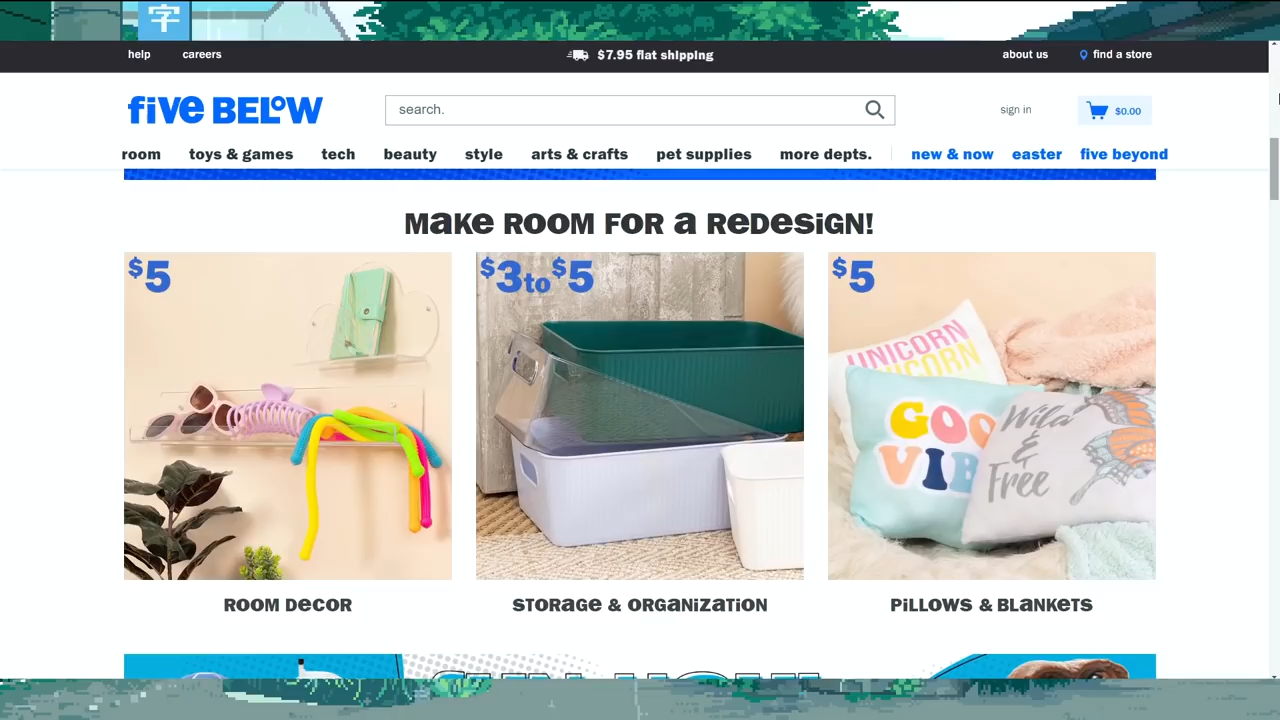 字
help
careers
$7.95 flat shipping
about us
find a store
five BELOW
search.
sign in
$0.00
room
toys & games
tech
beauty
style
arts & crafts
pet supplies
more depts.
new & now
easter
five beyond
MaKe ROOM FOR a ReDesiGN!
$5
$3 to $5
$5
UNICORN
GOO
VIB
Wild
&
Free
ROOM DeCOR
STORaGe & ORGaNiZaTiON
PiLLOWS & BLaNKeTS